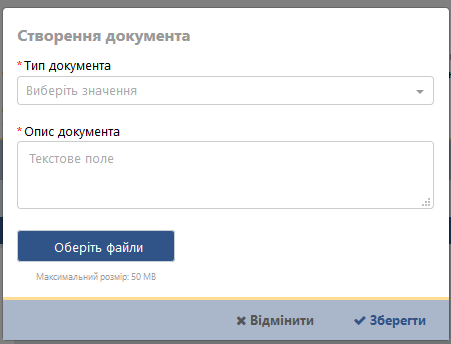 Створення документа
* Тип документа
Виберіть значення
* Опис документа
Текстове поле
Оберіть файли
Максимальний розмір: 50 MB
✖ Відмінити ✔ Зберегти